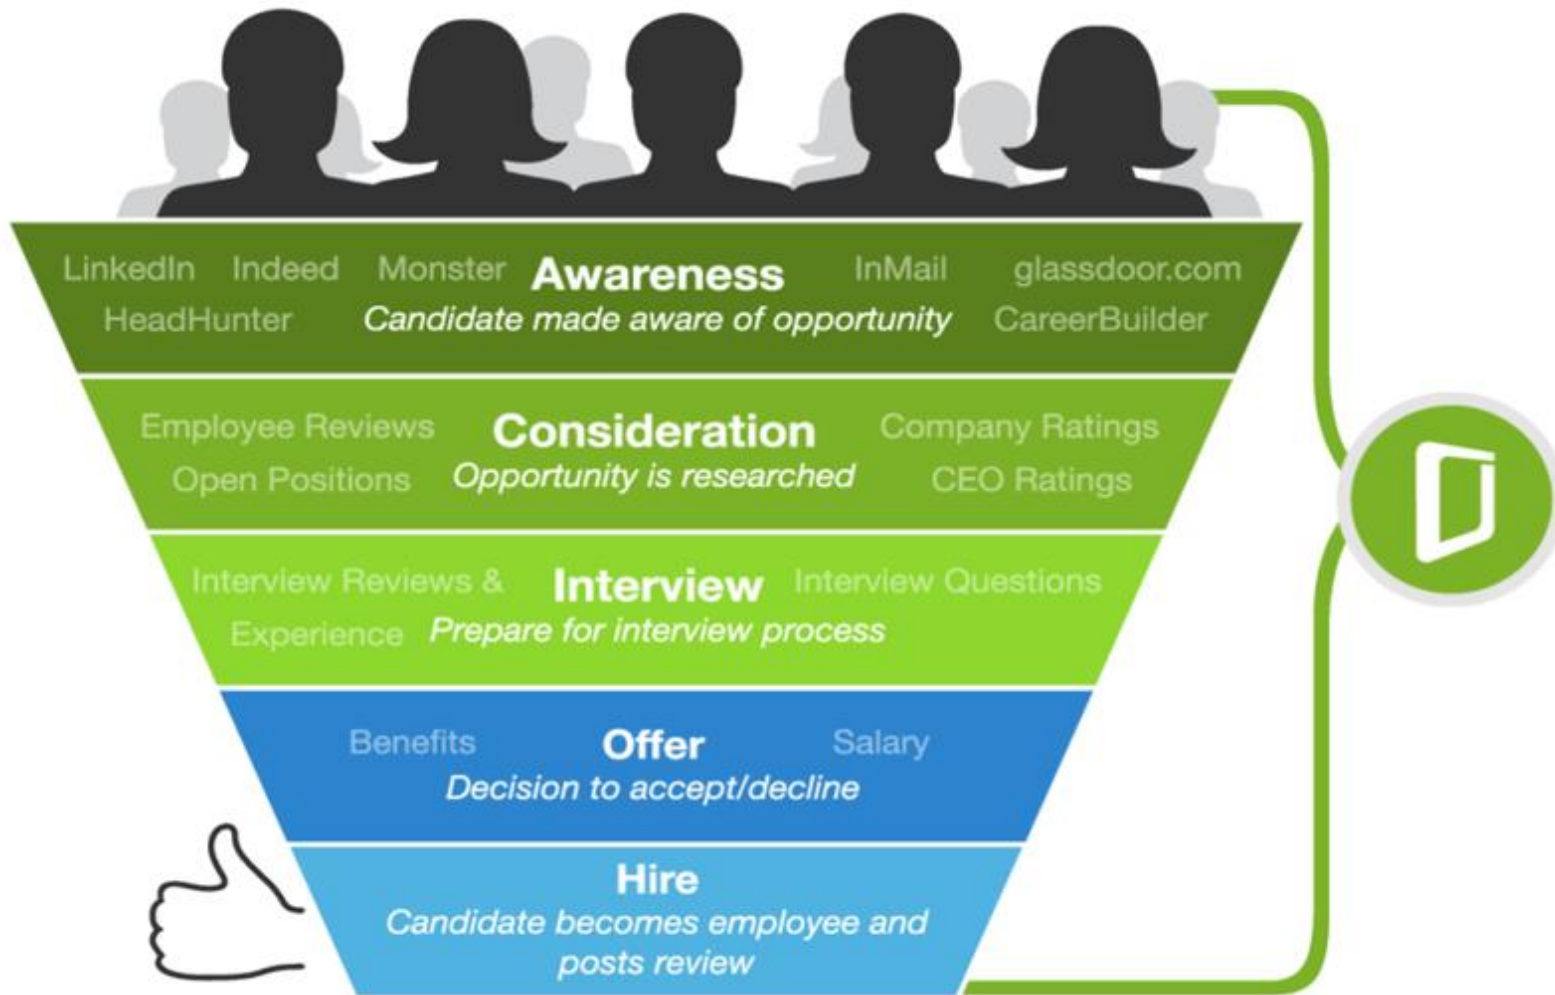 LinkedIn Indeed Monster Awareness InMail glassdoor.com
HeadHunter Candidate made aware of opportunity CareerBuilder
Employee Reviews Consideration Company Ratings
Open Positions Opportunity is researched CEO Ratings
Interview Reviews & Interview Interview Questions
Experience Prepare for interview process
Benefits Offer Salary
Decision to accept/decline
Hire
Candidate becomes employee and
posts review